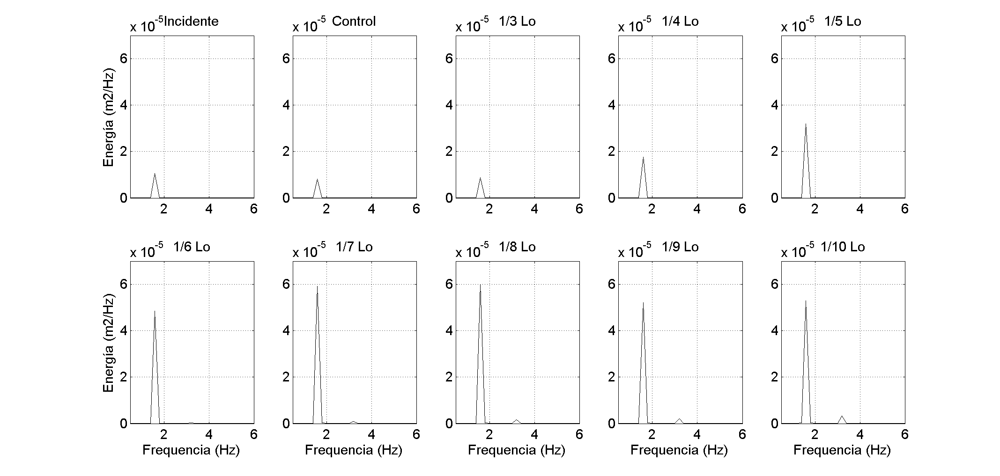 x 10-5 Incidente
x 10-5 Control
x 10-5 1/3 Lo
x 10-5 1/4 Lo
x 10-5 1/5 Lo
Energía (m2/Hz)
6
4
2
0
2 4 6
6
4
2
0
2 4 6
6
4
2
0
2 4 6
6
4
2
0
2 4 6
6
4
2
0
2 4 6
x 10-5 1/6 Lo
x 10-5 1/7 Lo
x 10-5 1/8 Lo
x 10-5 1/9 Lo
x 10-5 1/10 Lo
Energía (m2/Hz)
6
4
2
0
2 4 6
6
4
2
0
2 4 6
6
4
2
0
2 4 6
6
4
2
0
2 4 6
6
4
2
0
2 4 6
Frequencia (Hz)
Frequencia (Hz)
Frequencia (Hz)
Frequencia (Hz)
Frequencia (Hz)